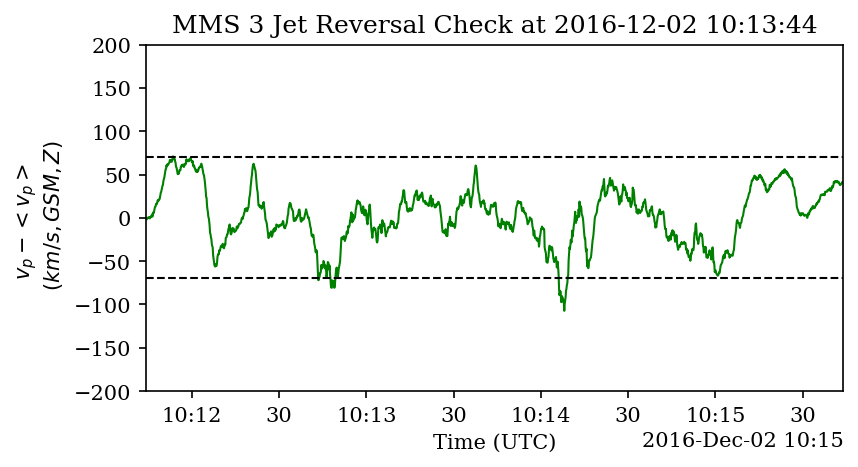 MMS 3 Jet Reversal Check at 2016-12-02 10:13:44
200
150
100
50
0
−50
−100
−150
−200
v_p − < v_p >
(km/s, GSM, Z)
10:12 30 10:13 30 10:14 30 10:15 30
Time (UTC)
2016-Dec-02 10:15